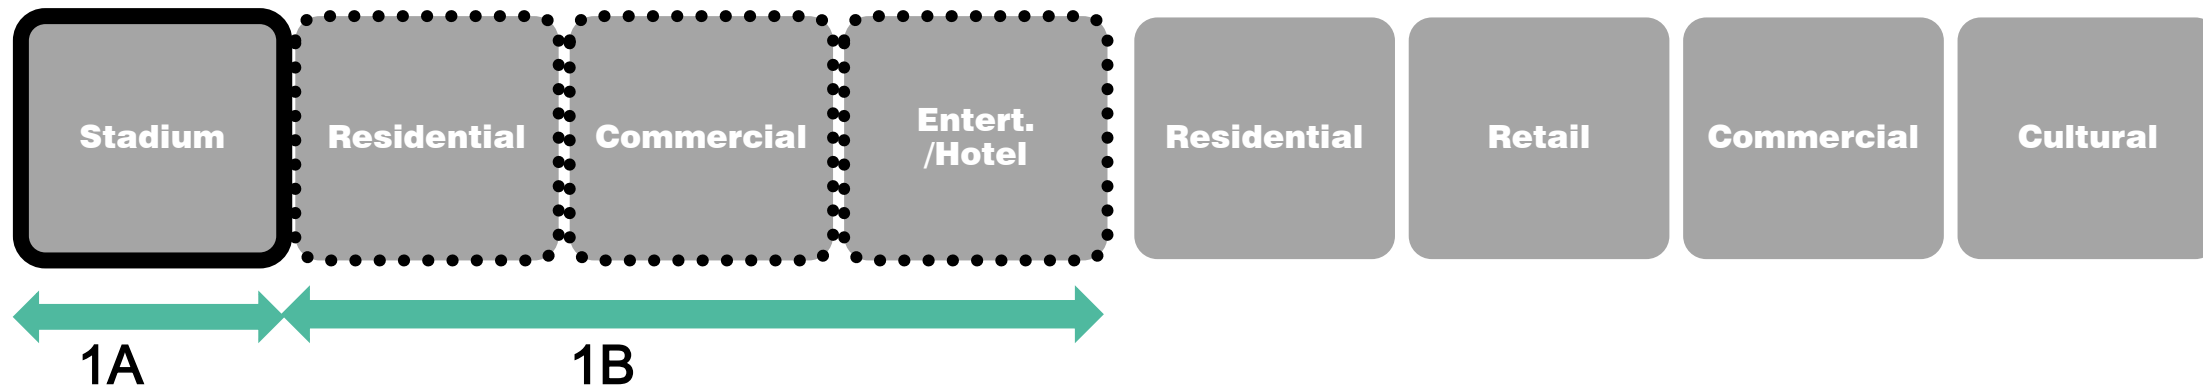 Stadium
Residential
Commercial
Entert.
/Hotel
Residential
Retail
Commercial
Cultural
1A
1B